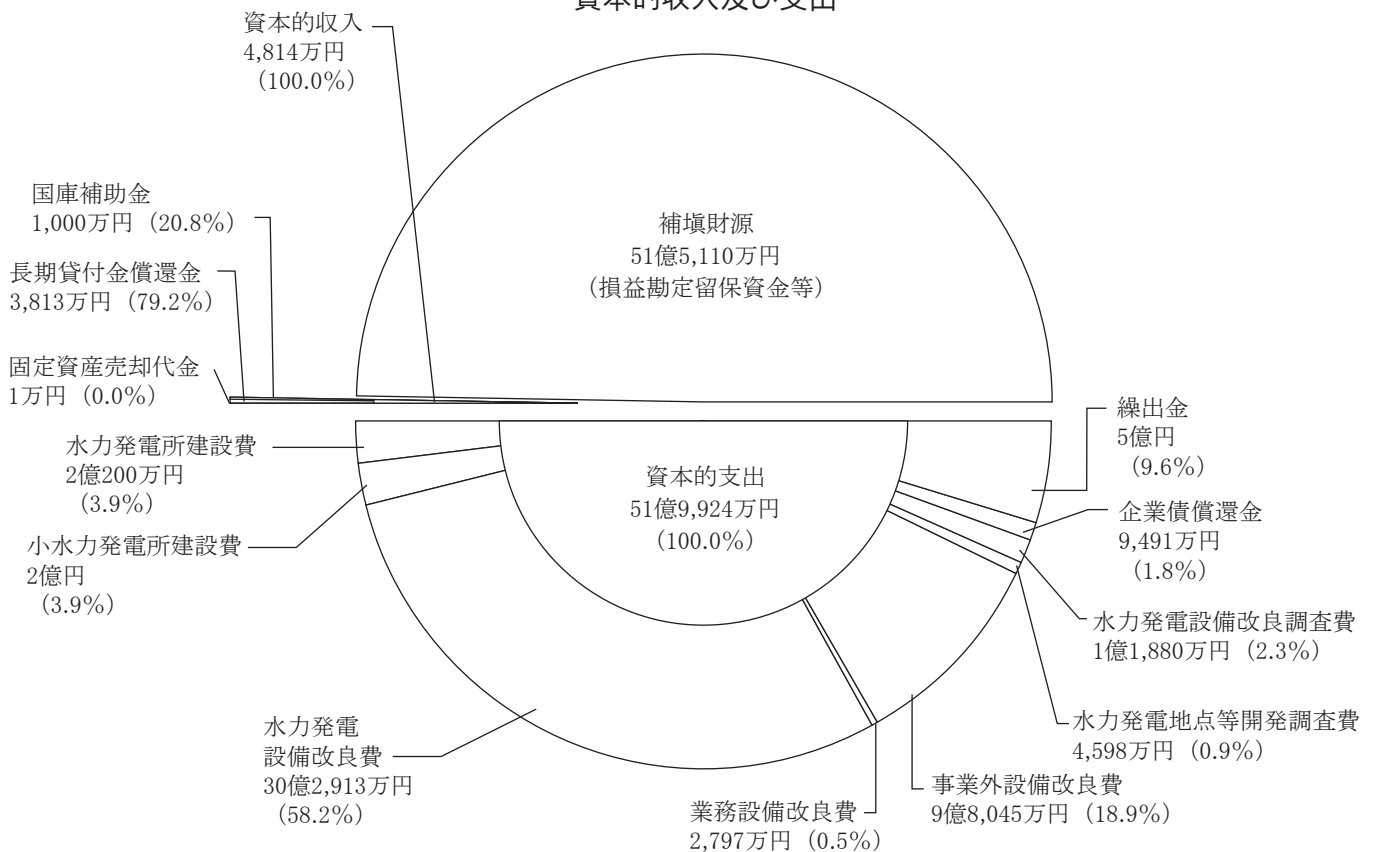 資本的収入及び支出
資本的収入
4,814万円
（100.0％）
国庫補助金
1,000万円（20.8％）
長期貸付金償還金
3,813万円（79.2％）
固定資産売却代金
1万円（0.0％）
補塡財源
51億5,110万円
（損益勘定留保資金等）
水力発電所建設費
2億200万円
（3.9％）
小水力発電所建設費
2億円
（3.9％）
水力発電
設備改良費
30億2,913万円
（58.2％）
資本的支出
51億9,924万円
（100.0％）
繰出金
5億円
（9.6％）
企業債償還金
9,491万円
（1.8％）
水力発電設備改良調査費
1億1,880万円（2.3％）
水力発電地点等開発調査費
4,598万円（0.9％）
事業外設備改良費
9億8,045万円（18.9％）
業務設備改良費
2,797万円（0.5％）